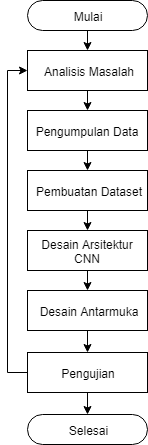 Mulai
Analisis Masalah
Pengumpulan Data
Pembuatan Dataset
Desain Arsitektur
CNN
Desain Antarmuka
Pengujian
Selesai